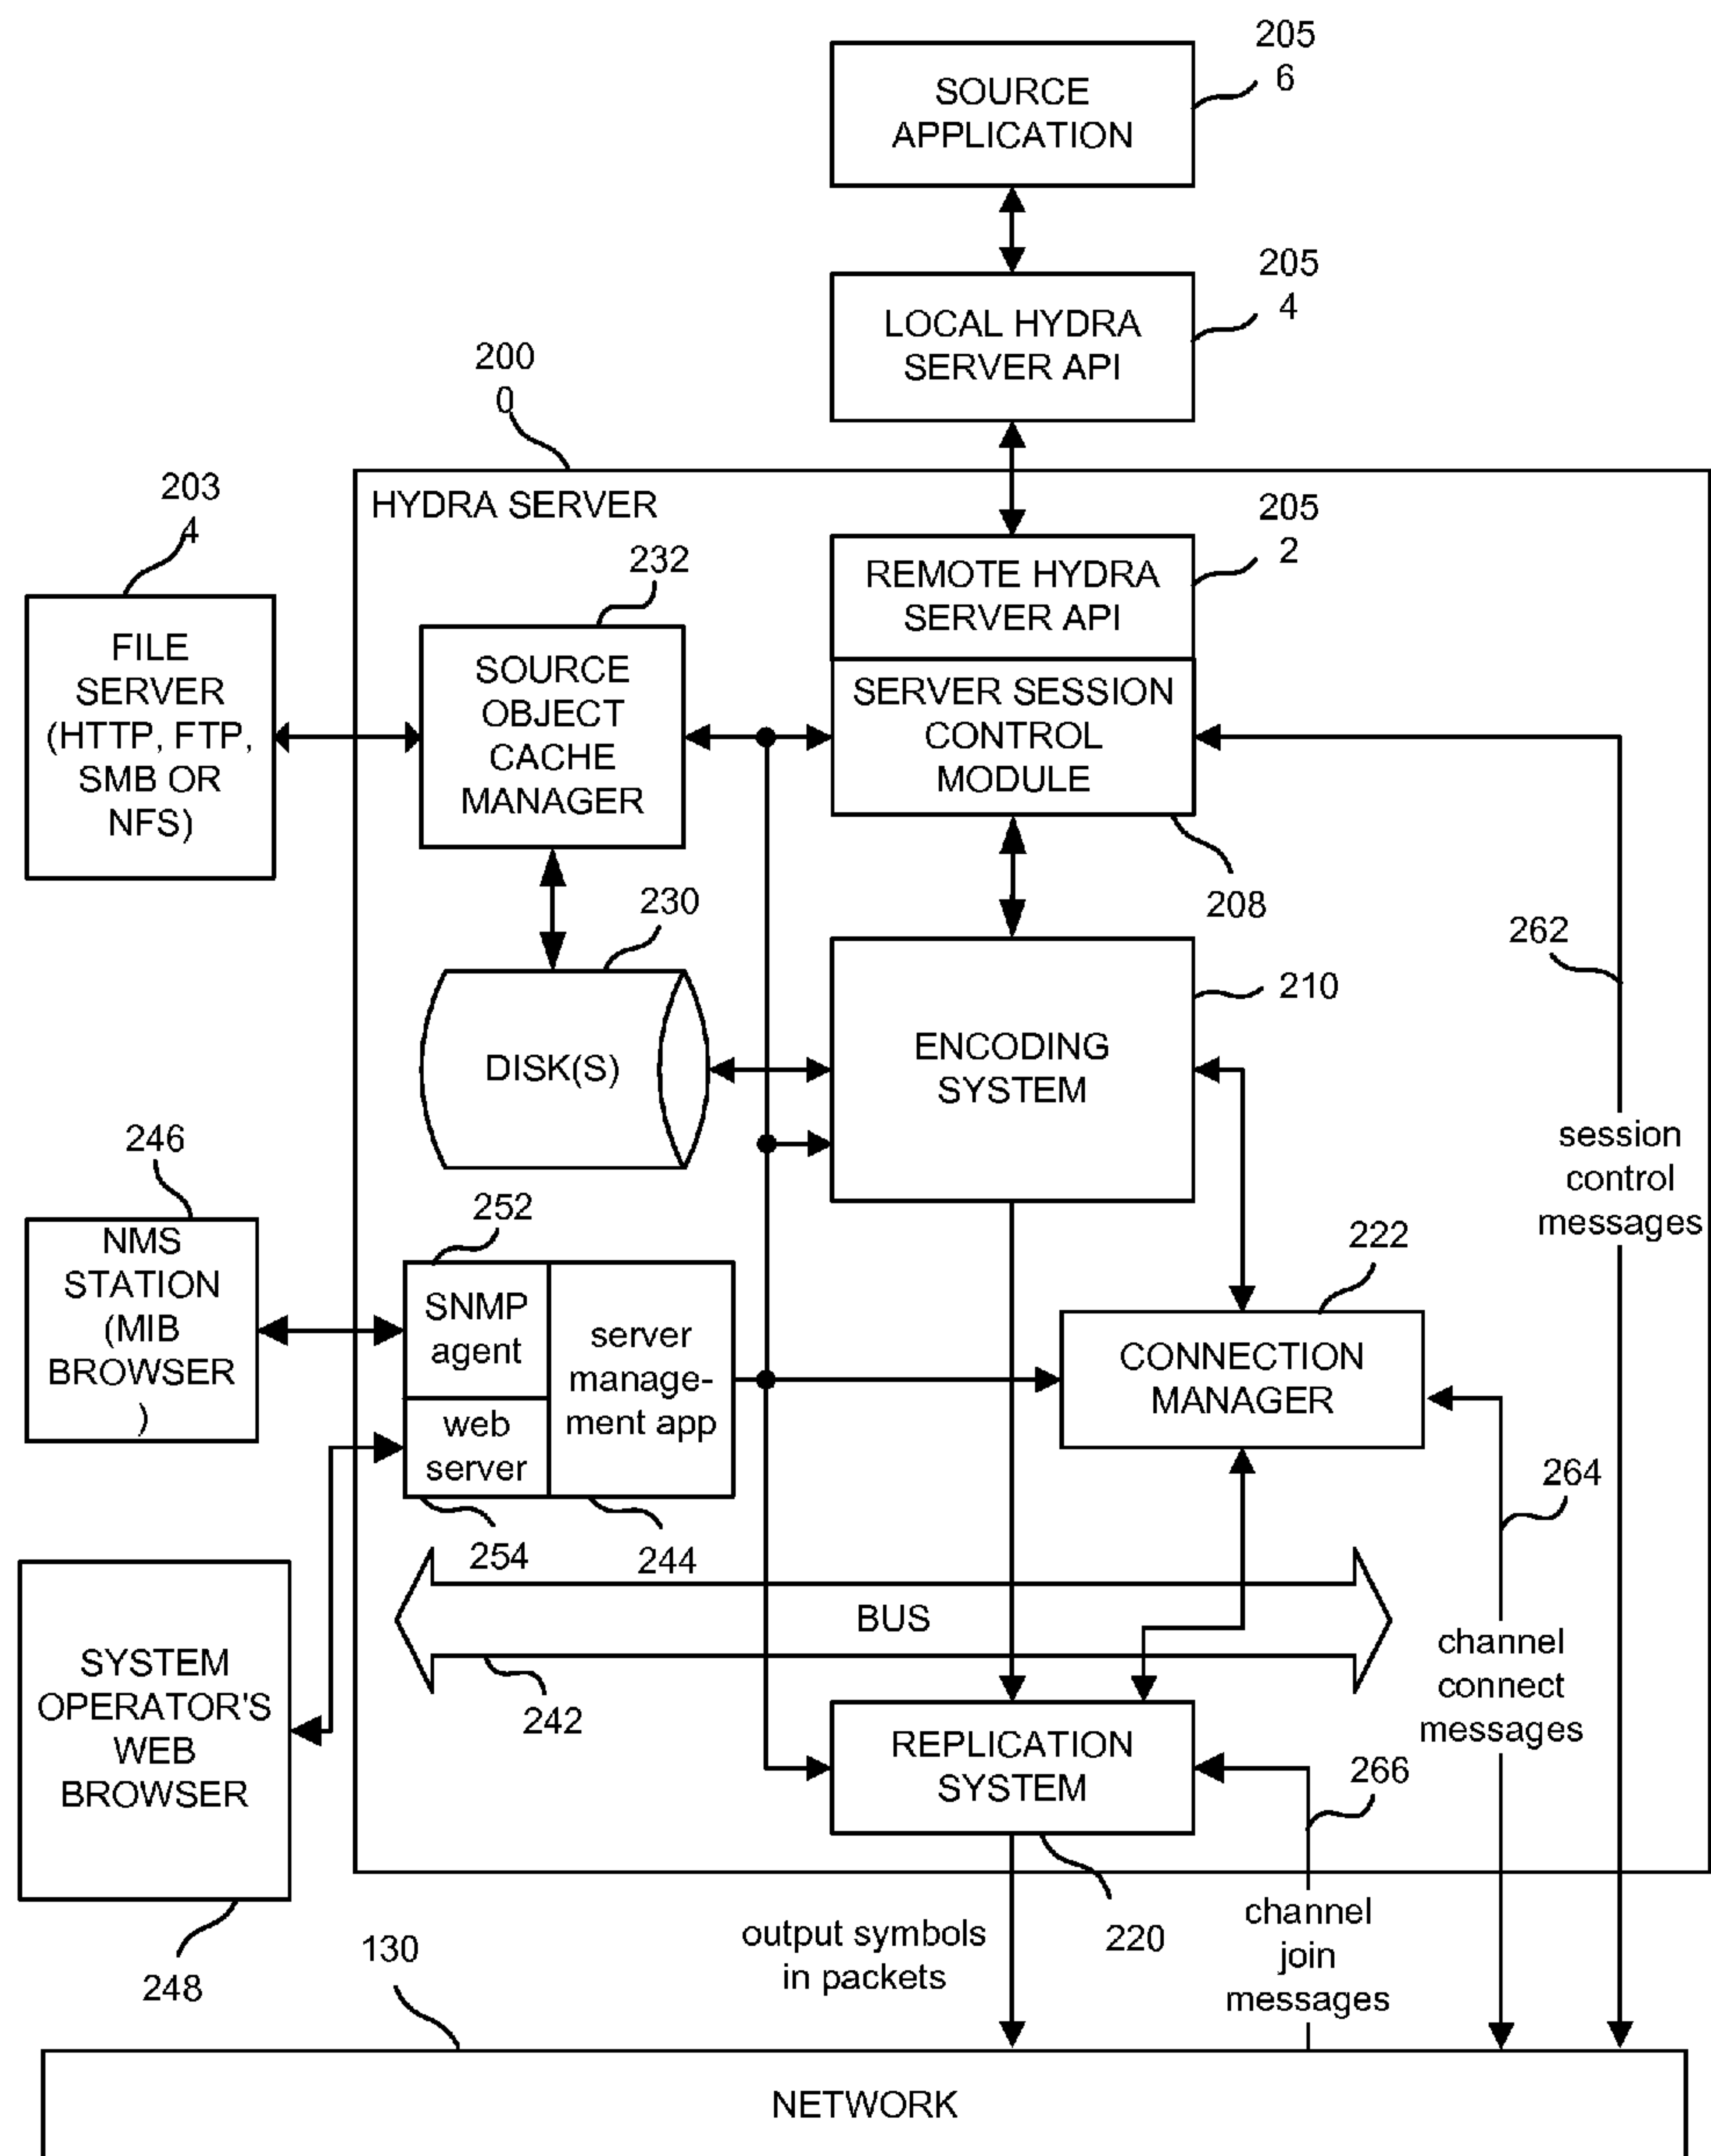 205
6
SOURCE
APPLICATION
205
4
LOCAL HYDRA
SERVER API
200
0
203
4
HYDRA SERVER
205
2
232
REMOTE HYDRA
SERVER API
FILE
SERVER
(HTTP, FTP,
SMB OR
NFS)
SOURCE
OBJECT
CACHE
MANAGER
SERVER SESSION
CONTROL
MODULE
208
230
262
210
DISK(S)
ENCODING
SYSTEM
session
control
messages
246
252
222
NMS
STATION
(MIB
BROWSER
)
SNMP
agent
server
manage-
ment app
web
server
CONNECTION
MANAGER
264
254
244
BUS
242
SYSTEM
OPERATOR'S
WEB
BROWSER
channel
connect
messages
REPLICATION
SYSTEM
266
248
130
output symbols
in packets
220
channel
join
messages
NETWORK